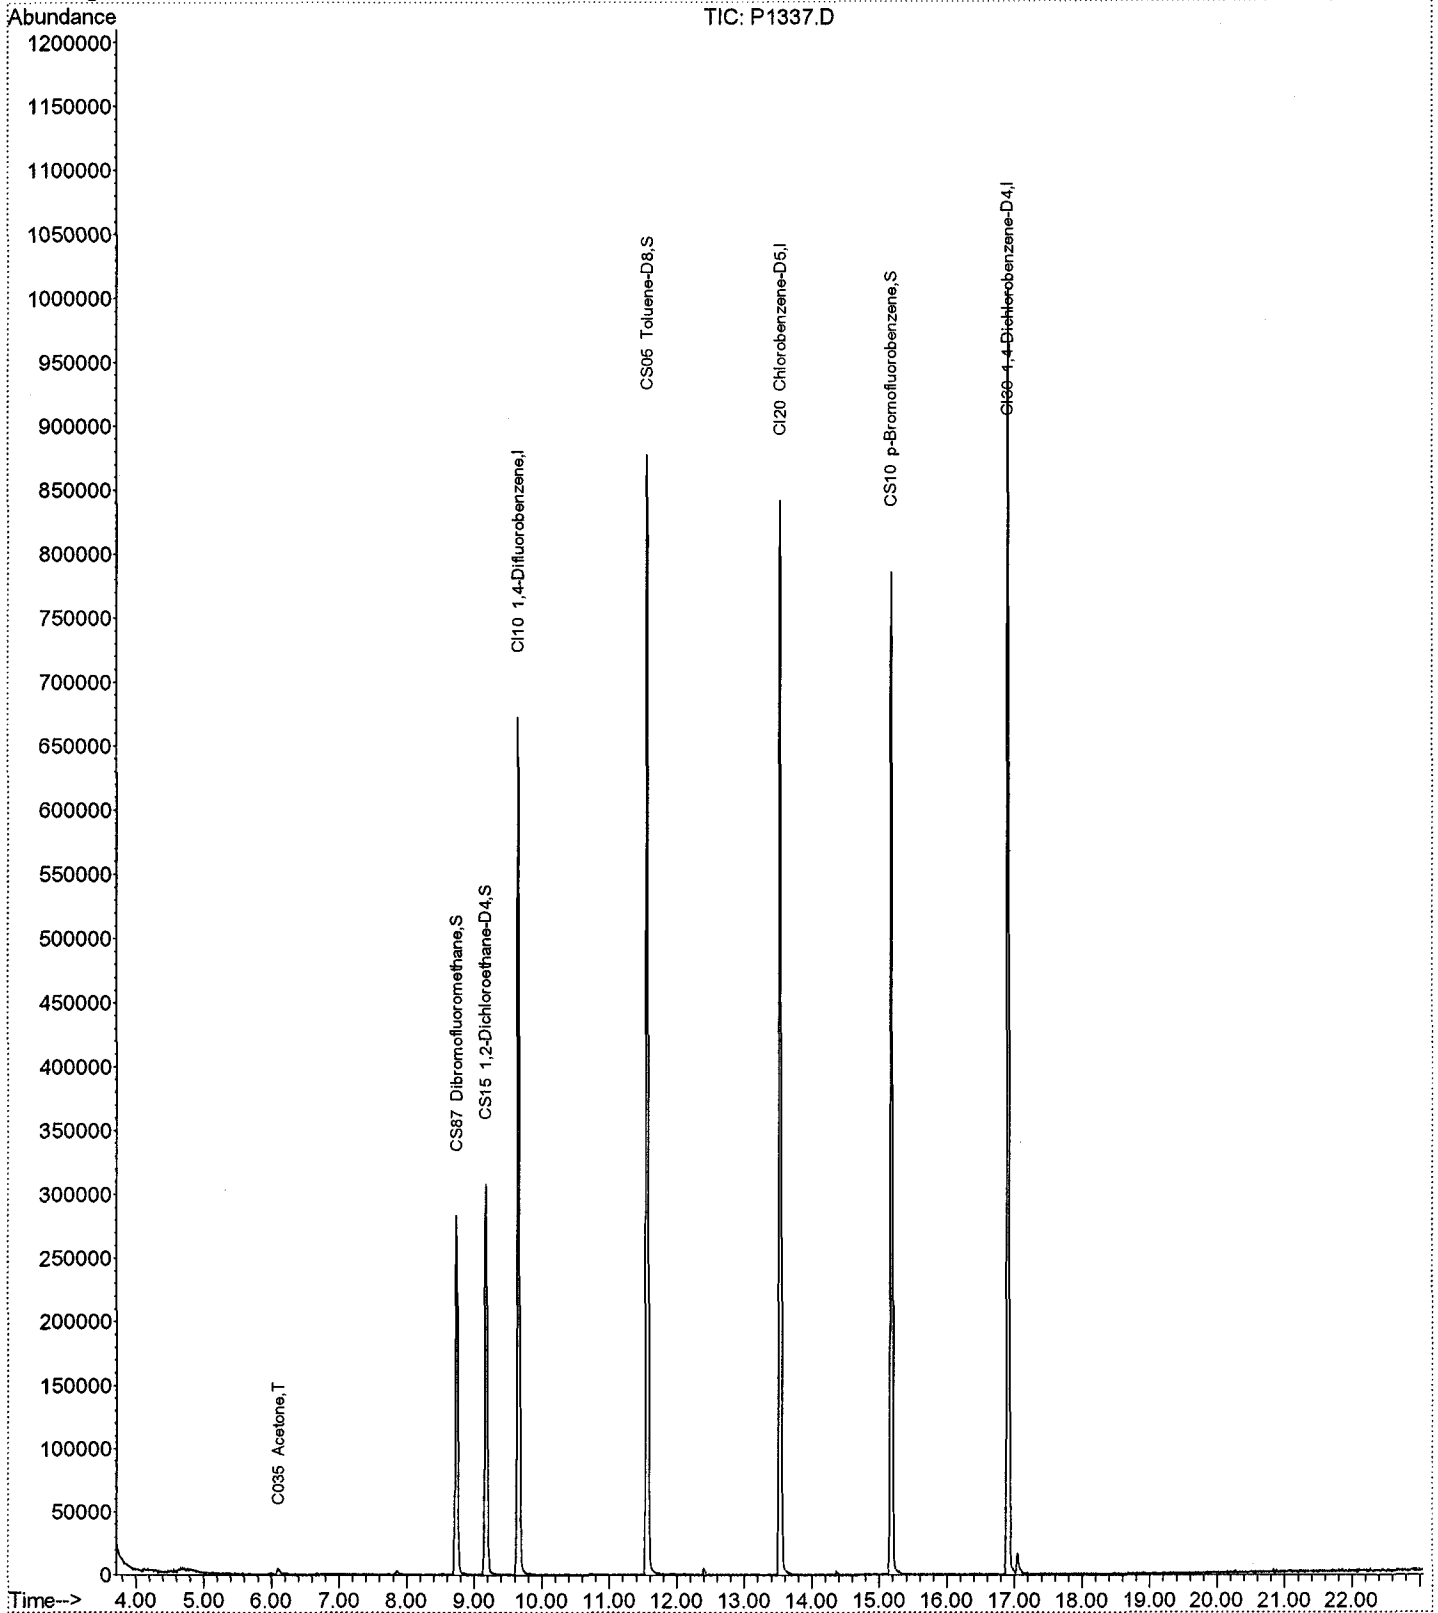 Abundance
TIC: P1337.D
1200000
1150000
1100000
1050000
1000000
950000
900000
850000
800000
750000
700000
650000
600000
550000
500000
450000
400000
350000
300000
250000
200000
150000
100000
50000
0
C035 Acetone,T
CS87 Dibromofluoromethane,S
CS15 1,2-Dichloroethane-D4,S
CI10 1,4-Difluorobenzene,I
CS05 Toluene-D8,S
CI20 Chlorobenzene-D5,I
CS10 p-Bromofluorobenzene,S
CI30 1,4-Dichlorobenzene-D4,I
Time--> 4.00 5.00 6.00 7.00 8.00 9.00 10.00 11.00 12.00 13.00 14.00 15.00 16.00 17.00 18.00 19.00 20.00 21.00 22.00